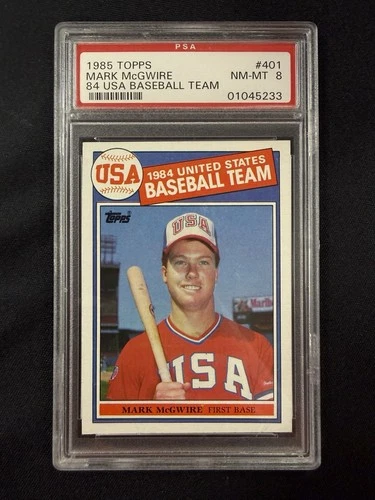 PSA
1985 TOPPS #401
MARK McGWIRE NM-MT 8
84 USA BASEBALL TEAM 01045233
USA
1984 UNITED STATES
BASEBALL TEAM
TOPPS
USA
Marlb
USA
MARK McGWIRE FIRST BASE